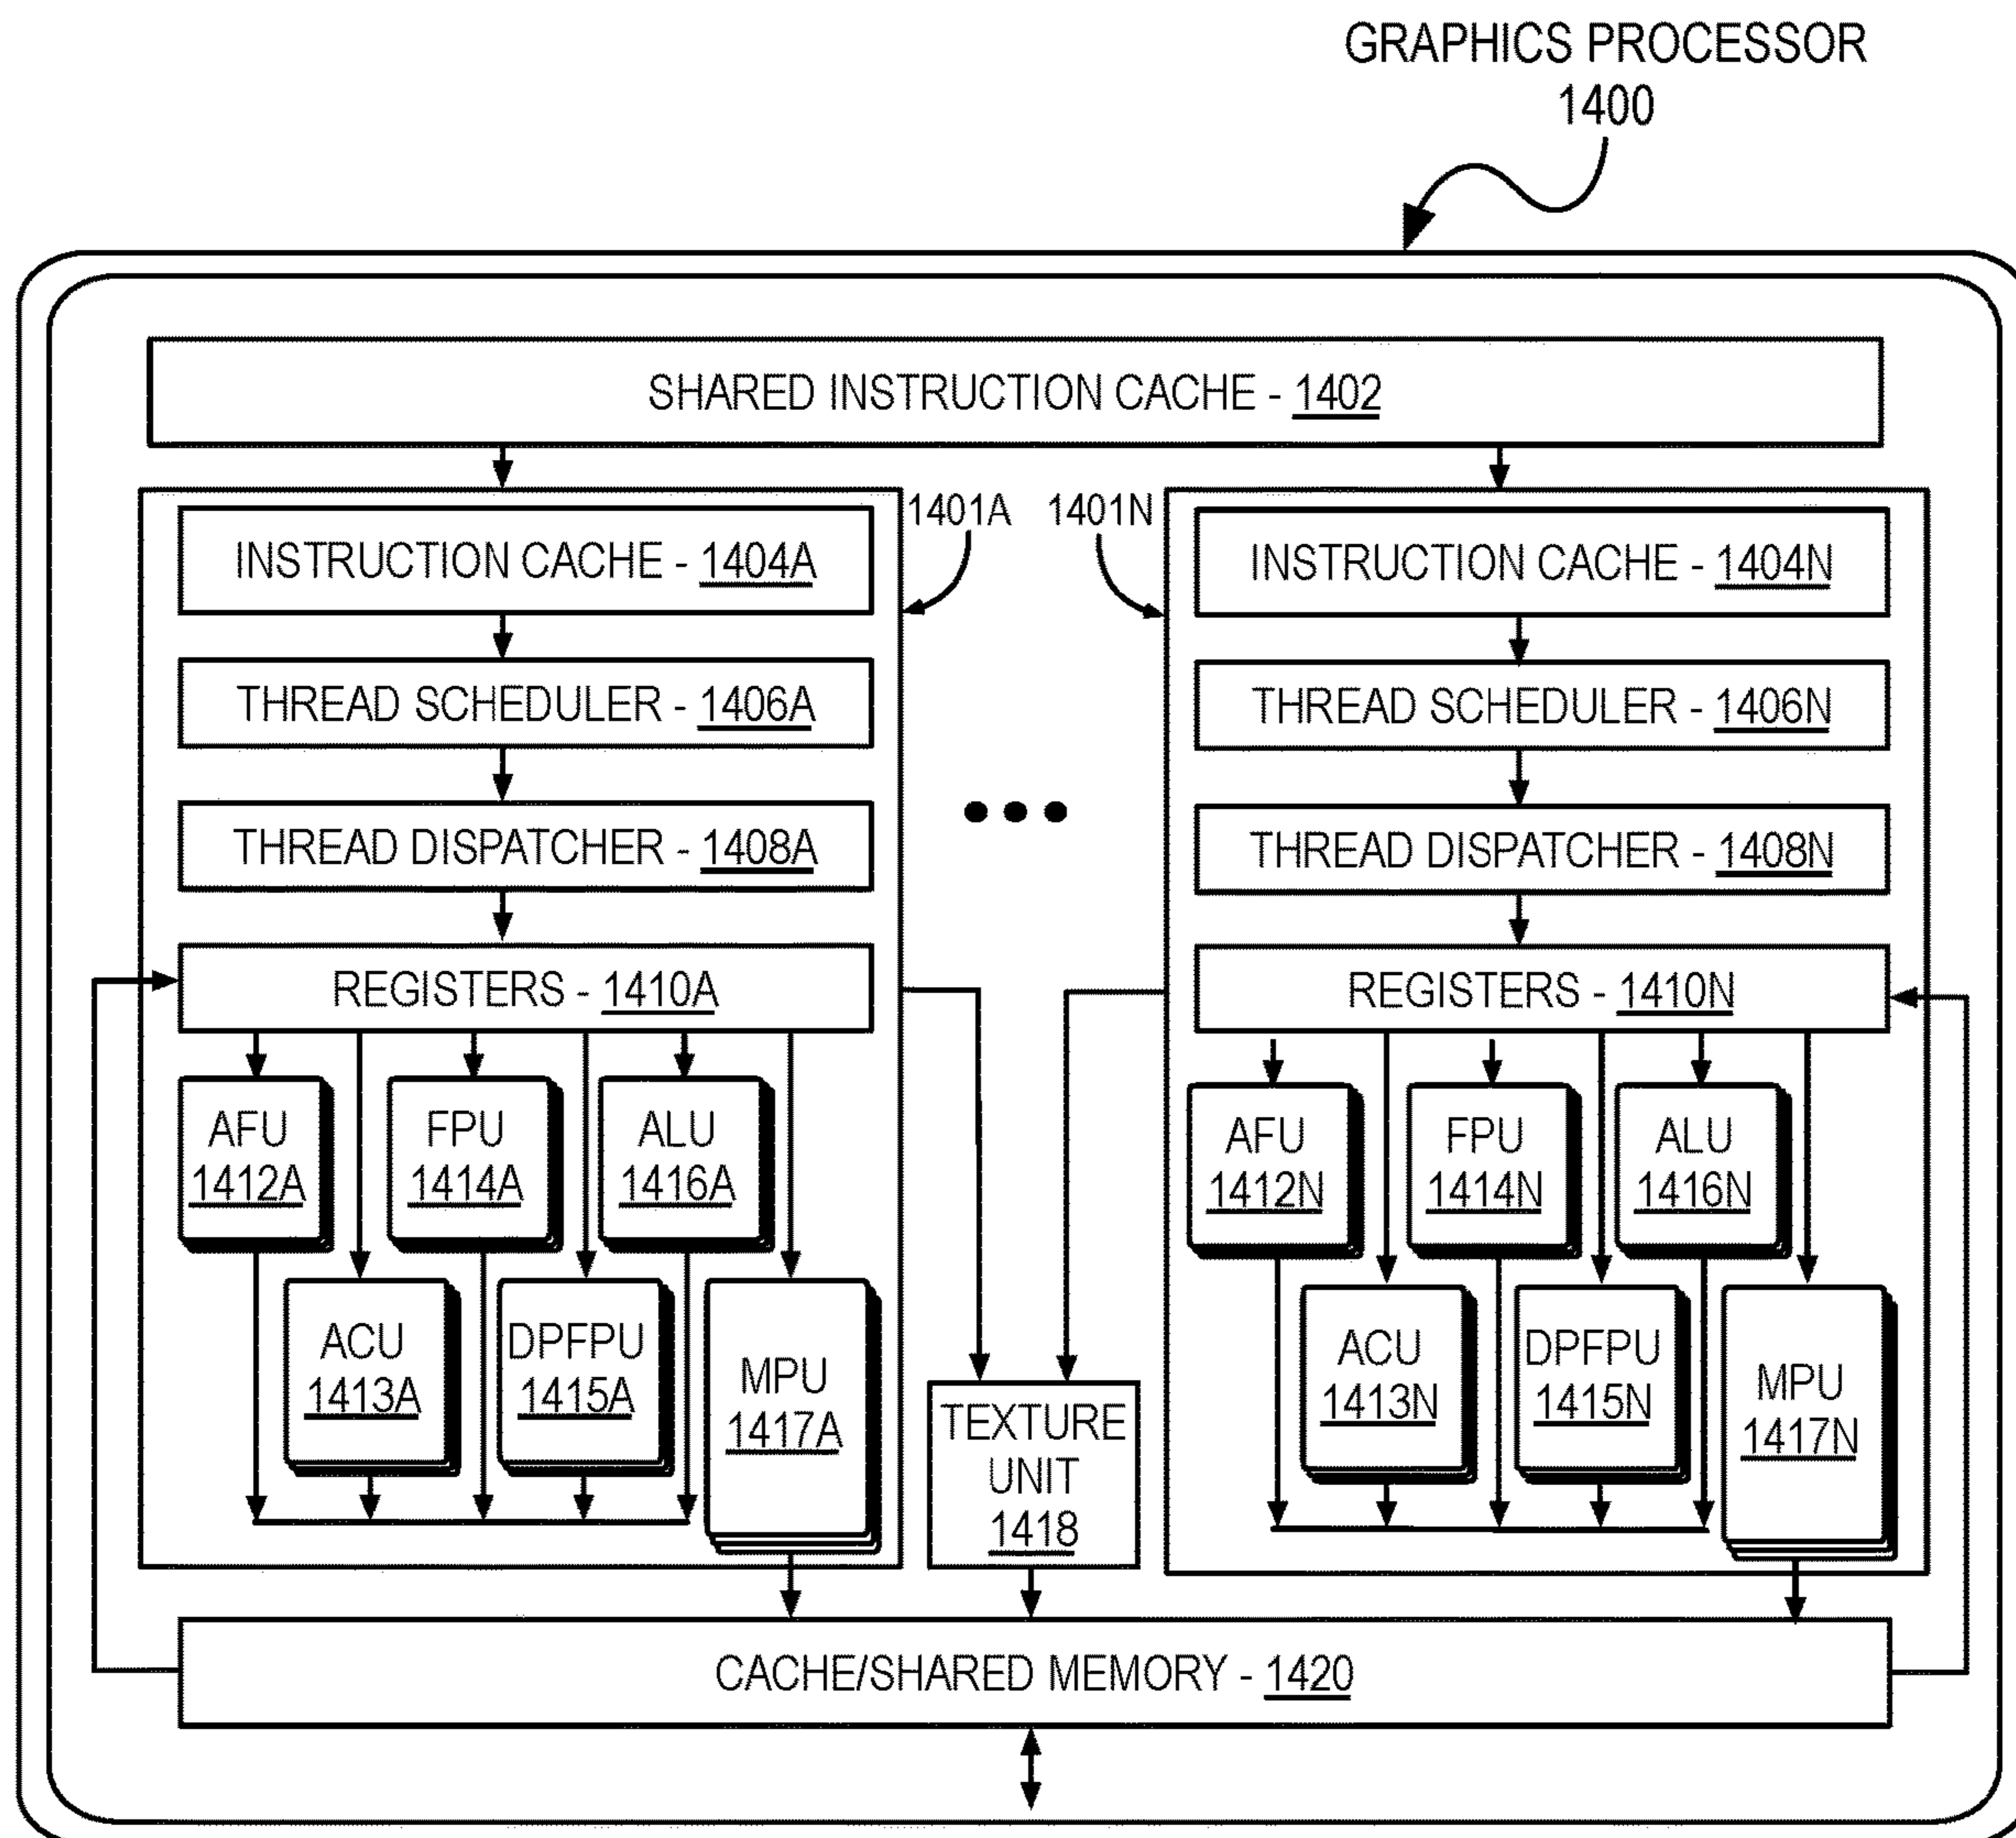 GRAPHICS PROCESSOR
1400
SHARED INSTRUCTION CACHE - 1402
1401A
1401N
INSTRUCTION CACHE - 1404A
THREAD SCHEDULER - 1406A
THREAD DISPATCHER - 1408A
REGISTERS - 1410A
AFU
1412A
FPU
1414A
ALU
1416A
ACU
1413A
DPFPU
1415A
MPU
1417A
TEXTURE
UNIT
1418
INSTRUCTION CACHE - 1404N
THREAD SCHEDULER - 1406N
THREAD DISPATCHER - 1408N
REGISTERS - 1410N
AFU
1412N
FPU
1414N
ALU
1416N
ACU
1413N
DPFPU
1415N
MPU
1417N
CACHE/SHARED MEMORY - 1420